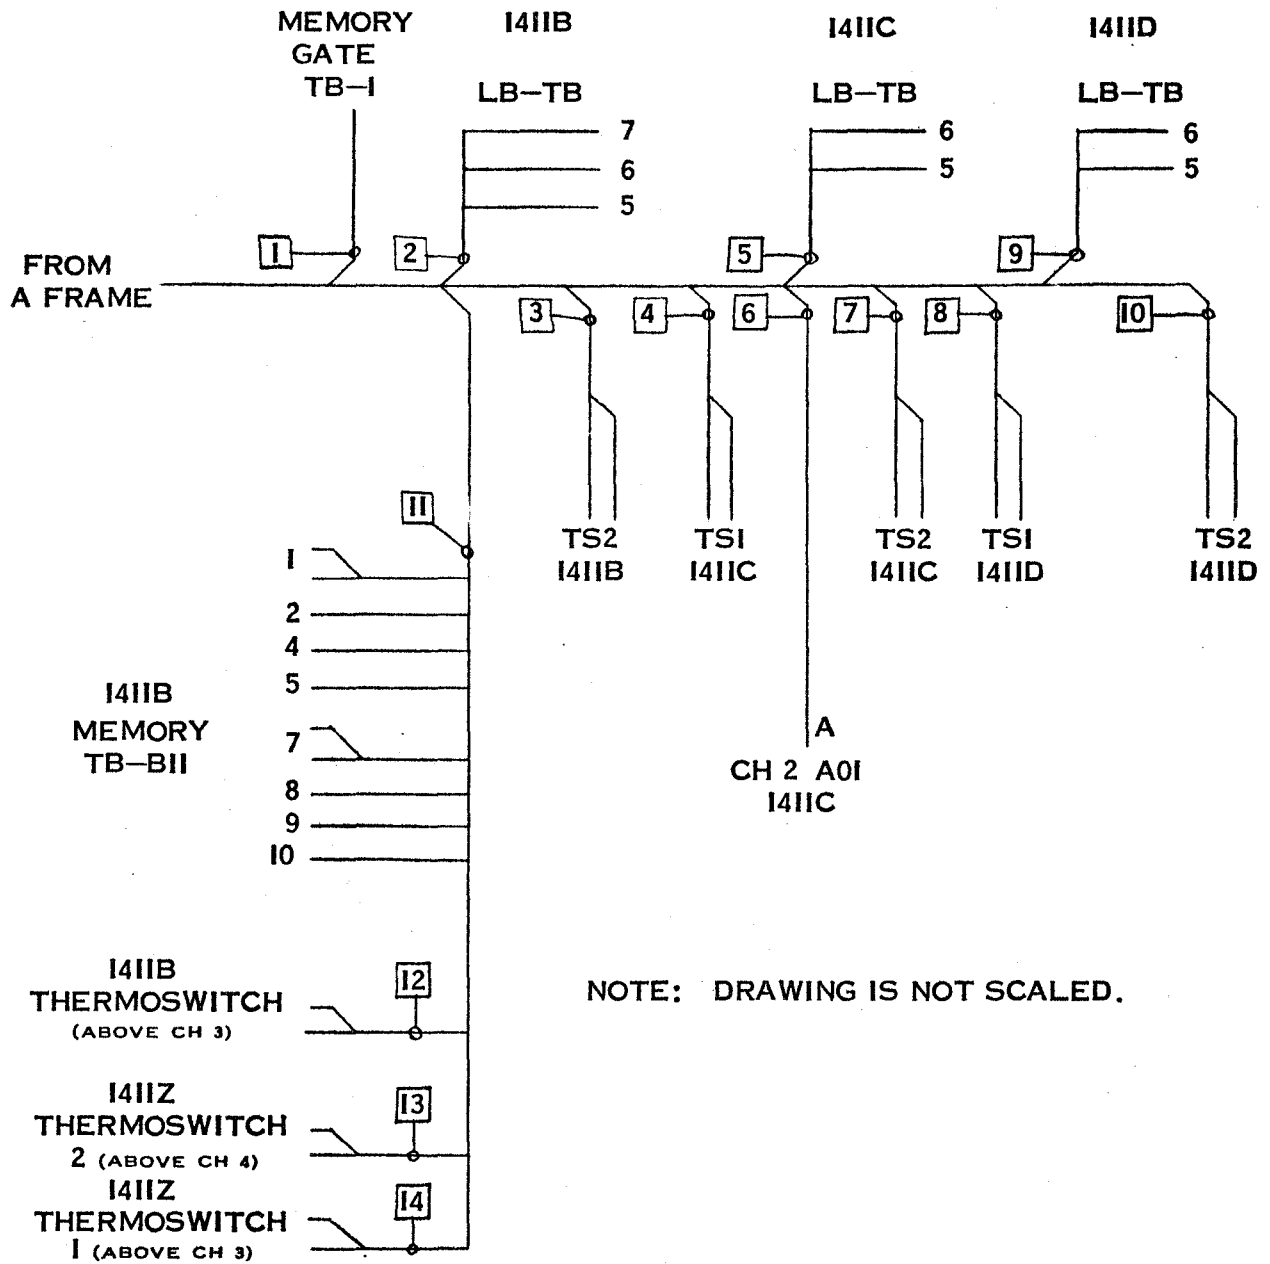 MEMORY
GATE
TB-1
1411B
LB-TB
7
6
5
1411C
LB-TB
6
5
1411D
LB-TB
6
5
FROM
A FRAME
1
2
5
9
3
4
6
7
8
10
TS2
1411B
TS1
1411C
TS2
1411C
TS1
1411D
TS2
1411D
11
1
2
4
5
7
8
9
10
1411B
MEMORY
TB-B11
A
CH 2 A01
1411C
1411B
THERMOSWITCH
(ABOVE CH 3)
12
NOTE: DRAWING IS NOT SCALED.
1411Z
THERMOSWITCH
2 (ABOVE CH 4)
13
1411Z
THERMOSWITCH
1 (ABOVE CH 3)
14